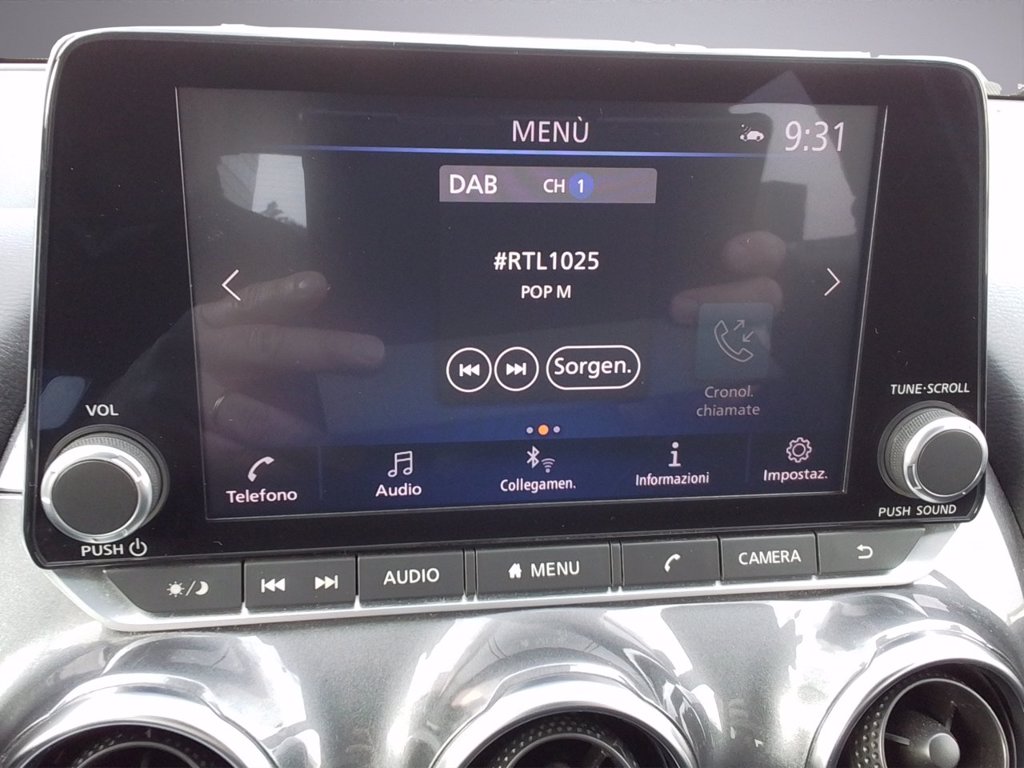 MENÙ 9:31
DAB CH 1
#RTL1025
POP M
Sorgen.
Cronol.
chiamate
VOL
TUNE·SCROLL
Telefono Audio Collegamen. Informazioni Impostaz.
PUSH
PUSH SOUND
AUDIO MENU CAMERA